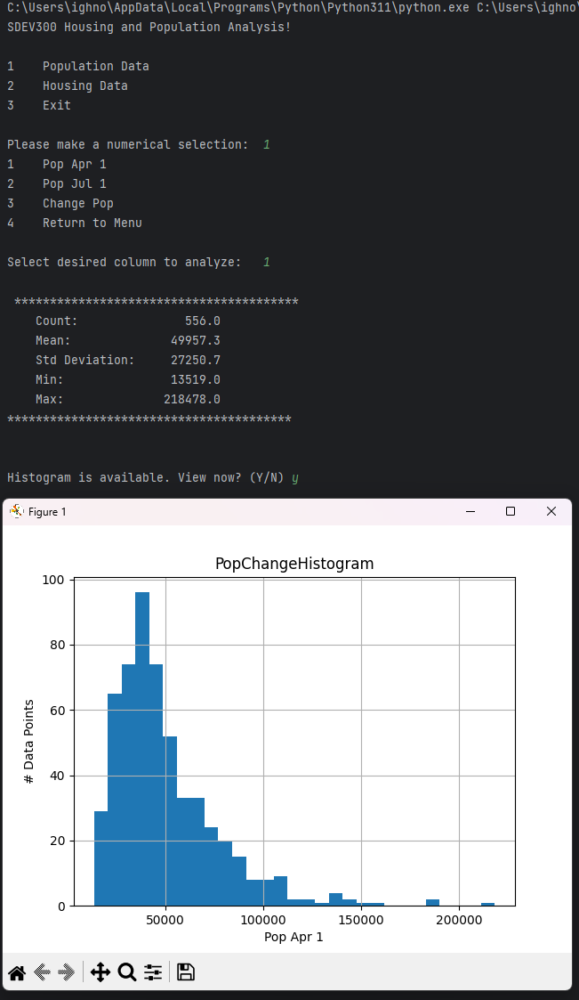 C:\Users\ighno\AppData\Local\Programs\Python\Python311\python.exe C:\Users\ighno\
SDEV300 Housing and Population Analysis!
1 Population Data
2 Housing Data
3 Exit
Please make a numerical selection: 1
1 Pop Apr 1
2 Pop Jul 1
3 Change Pop
4 Return to Menu
Select desired column to analyze: 1
****************************************
Count: 556.0
Mean: 49957.3
Std Deviation: 27250.7
Min: 13519.0
Max: 218478.0
****************************************
Histogram is available. View now? (Y/N) y
Figure 1
PopChangeHistogram
100
80
60
40
20
0
# Data Points
50000 100000 150000 200000
Pop Apr 1